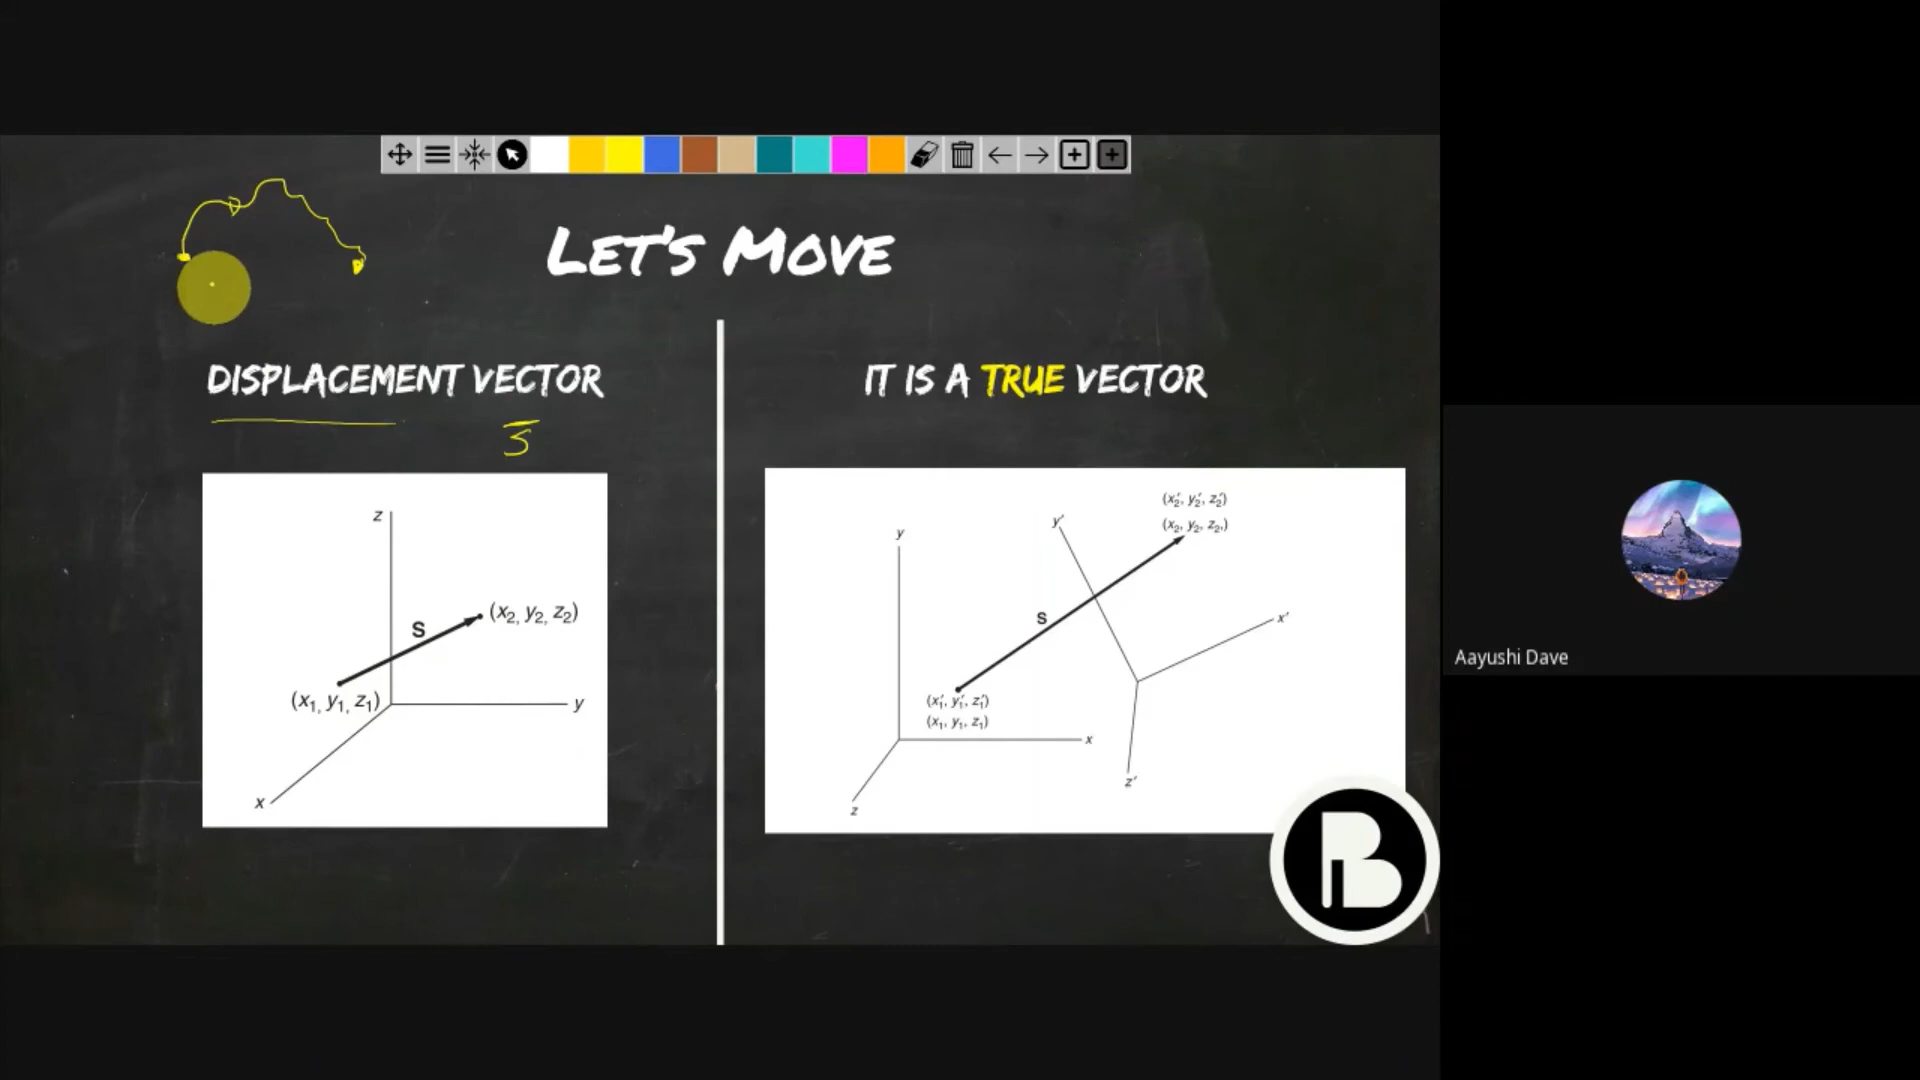 LET'S MOVE
DISPLACEMENT VECTOR
S̅
z
S
(x₂, y₂, z₂)
(x₁, y₁, z₁)
y
x
IT IS A TRUE VECTOR
(x₂′, y₂′, z₂′)
(x₂, y₂, z₂,)
y′
y
S
x′
(x₁′, y₁′, z₁′)
(x₁, y₁, z₁)
x
z′
z
B
Aayushi Dave